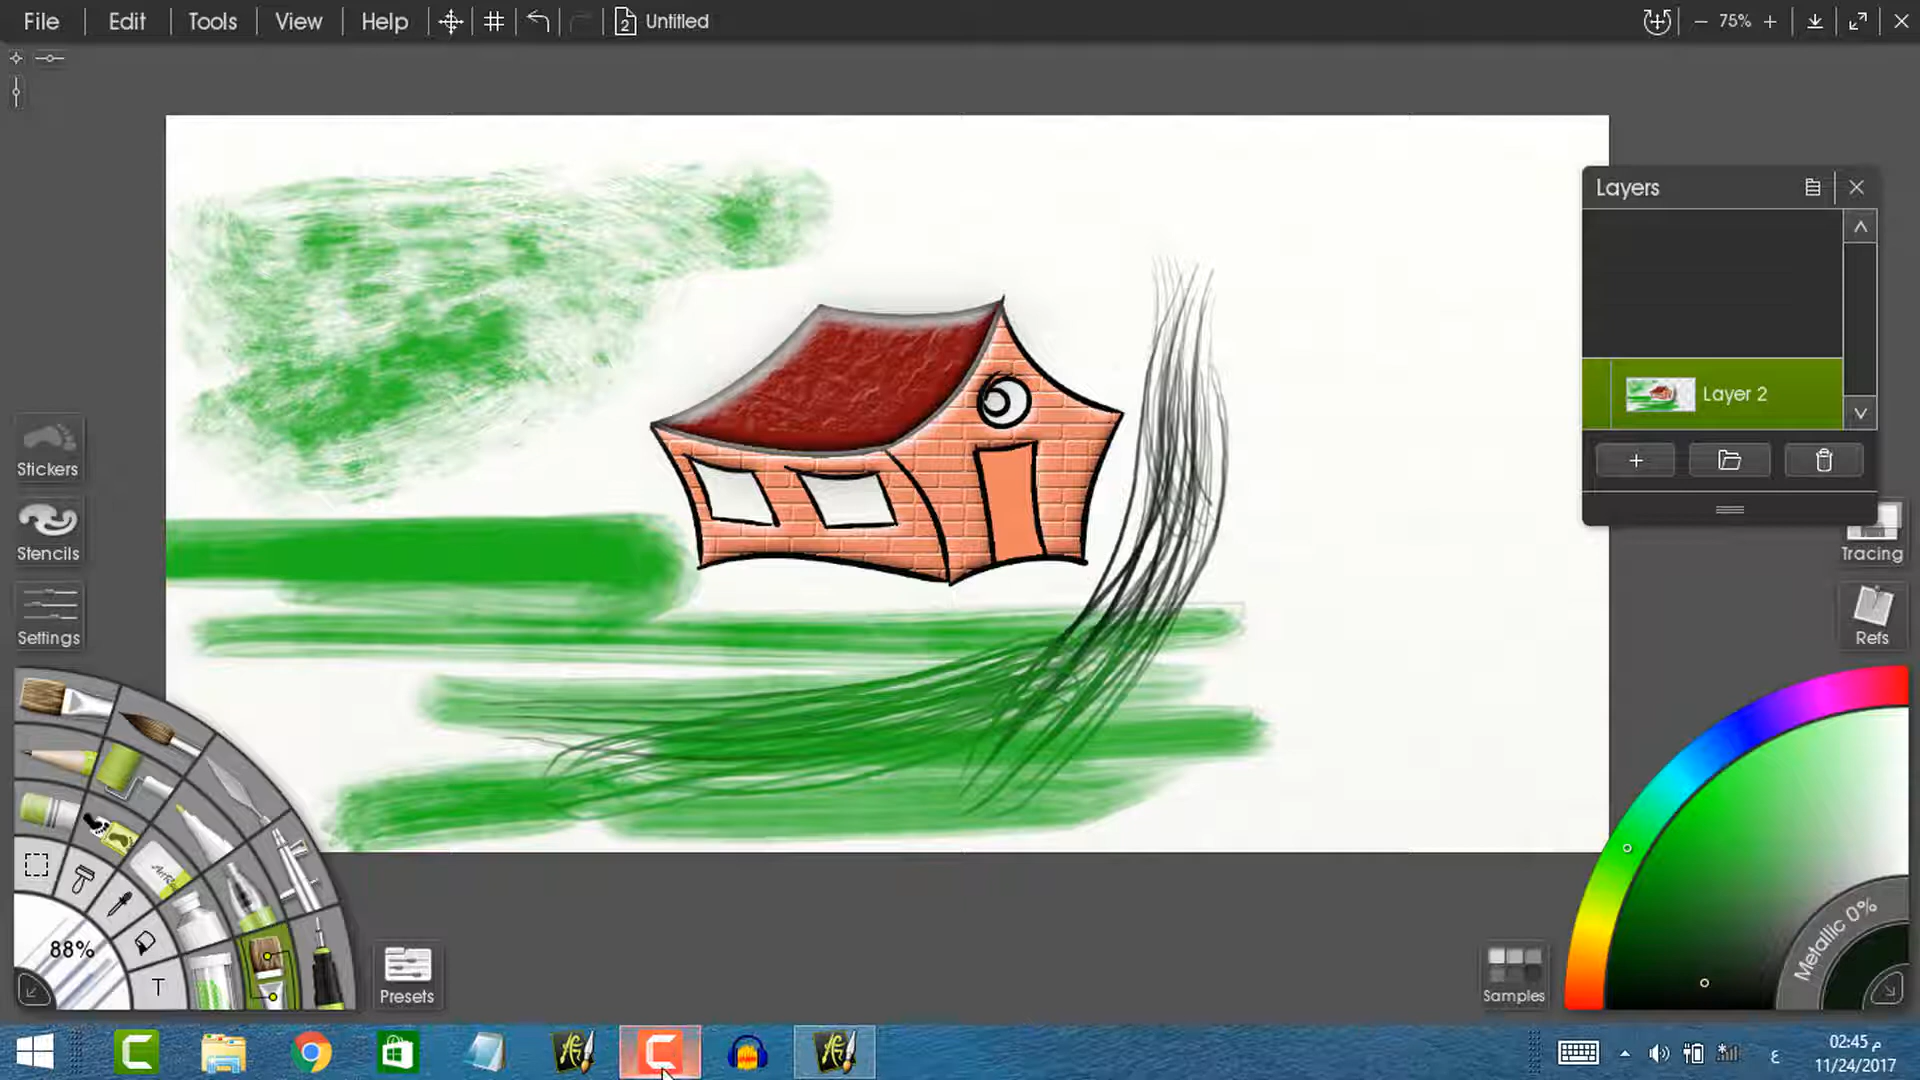 File Edit Tools View Help 2 Untitled 75%
Layers
Layer 2
Stickers
Stencils
Settings
Tracing
Refs
88%
T
Presets
Samples
Metallic 0%
ع
02:45 م
11/24/2017